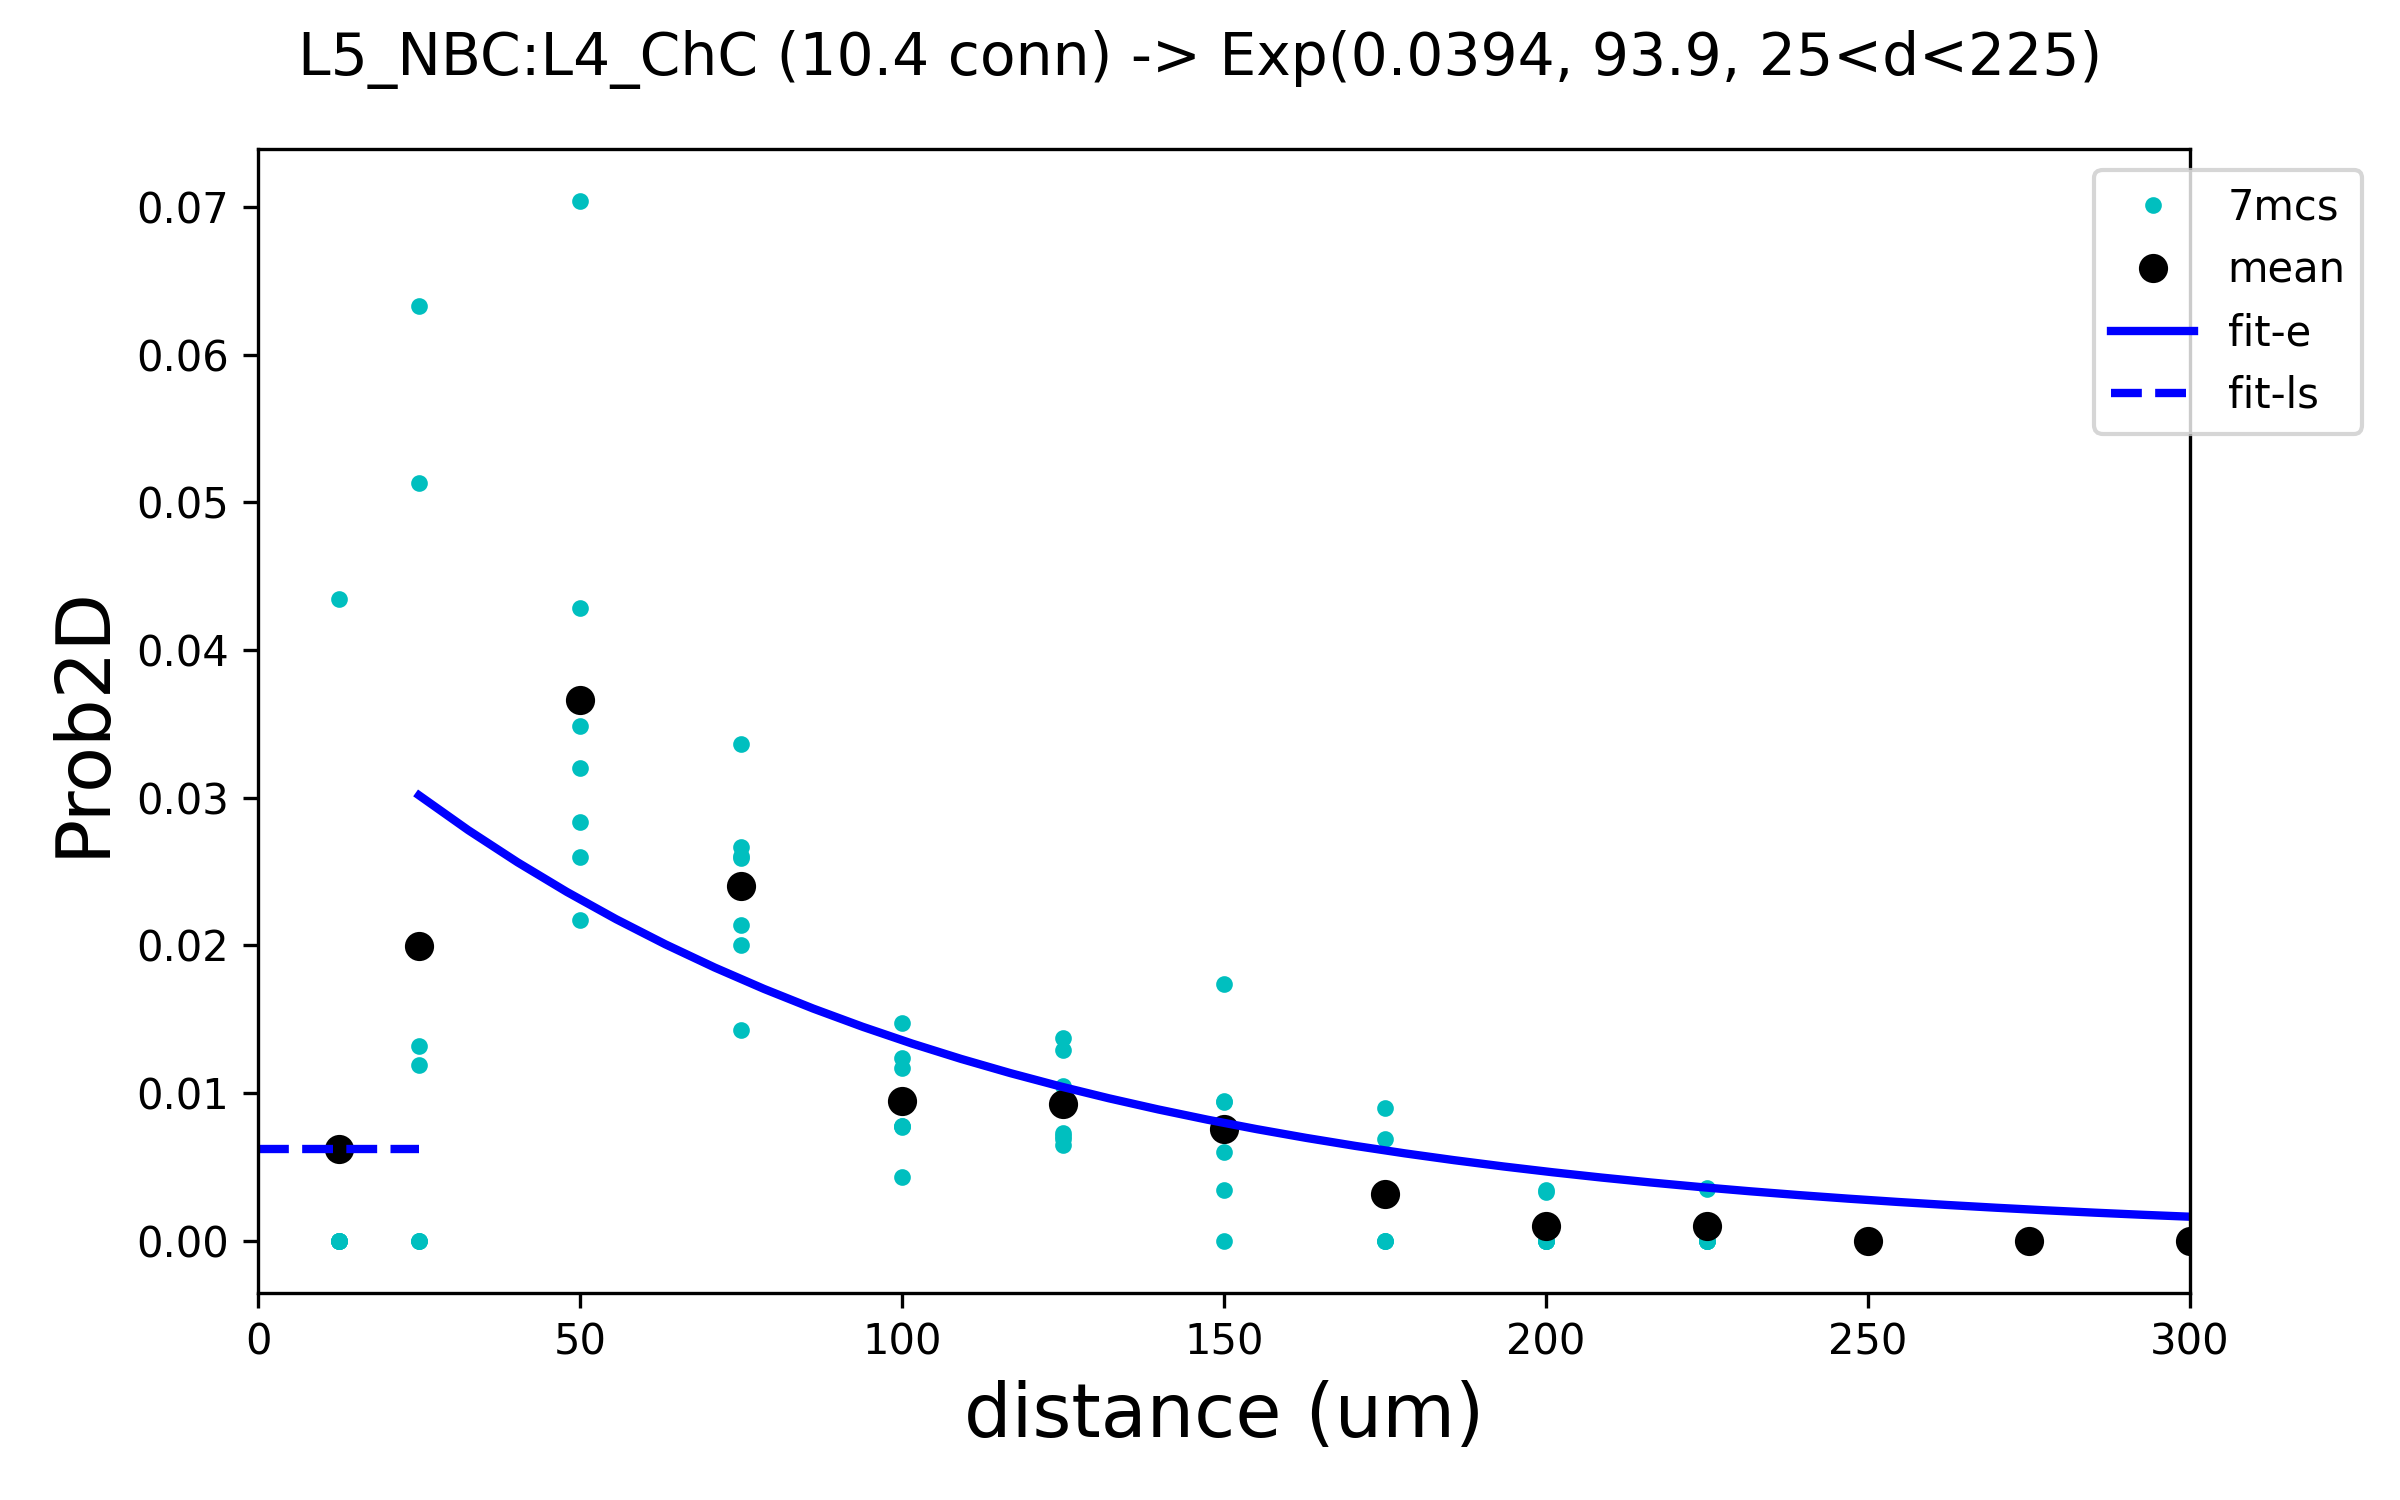 L5_NBC:L4_ChC (10.4 conn) -> Exp(0.0394, 93.9, 25<d<225)
7mcs
mean
fit-e
fit-ls
Prob2D
0.07
0.06
0.05
0.04
0.03
0.02
0.01
0.00
0 50 100 150 200 250 300
distance (um)